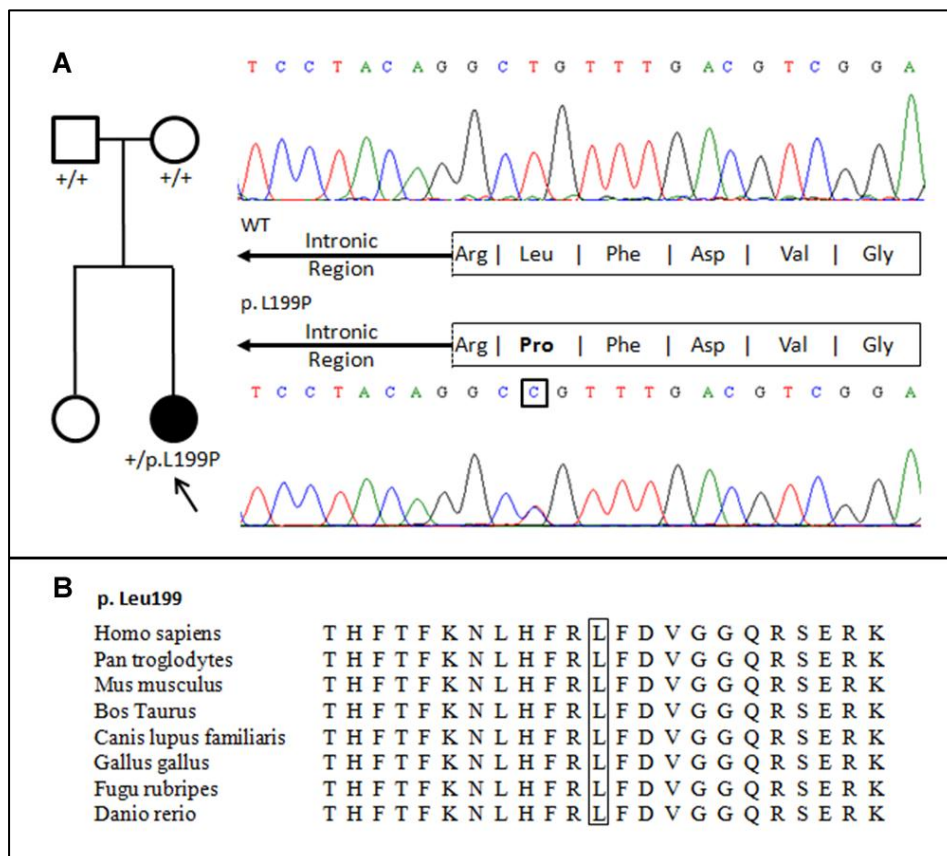 A
T C C T A C A G G C T G T T T G A C G T C G G A
+/+ +/+
WT
Intronic Region
Arg | Leu | Phe | Asp | Val | Gly
p. L199P
Intronic Region
Arg | Pro | Phe | Asp | Val | Gly
T C C T A C A G G C C G T T T G A C G T C G G A
+/p.L199P
B
p. Leu199
Homo sapiens T H F T F K N L H F R L F D V G G Q R S E R K
Pan troglodytes T H F T F K N L H F R L F D V G G Q R S E R K
Mus musculus T H F T F K N L H F R L F D V G G Q R S E R K
Bos Taurus T H F T F K N L H F R L F D V G G Q R S E R K
Canis lupus familiaris T H F T F K N L H F R L F D V G G Q R S E R K
Gallus gallus T H F T F K N L H F R L F D V G G Q R S E R K
Fugu rubripes T H F T F K N L H F R L F D V G G Q R S E R K
Danio rerio T H F T F K N L H F R L F D V G G Q R S E R K